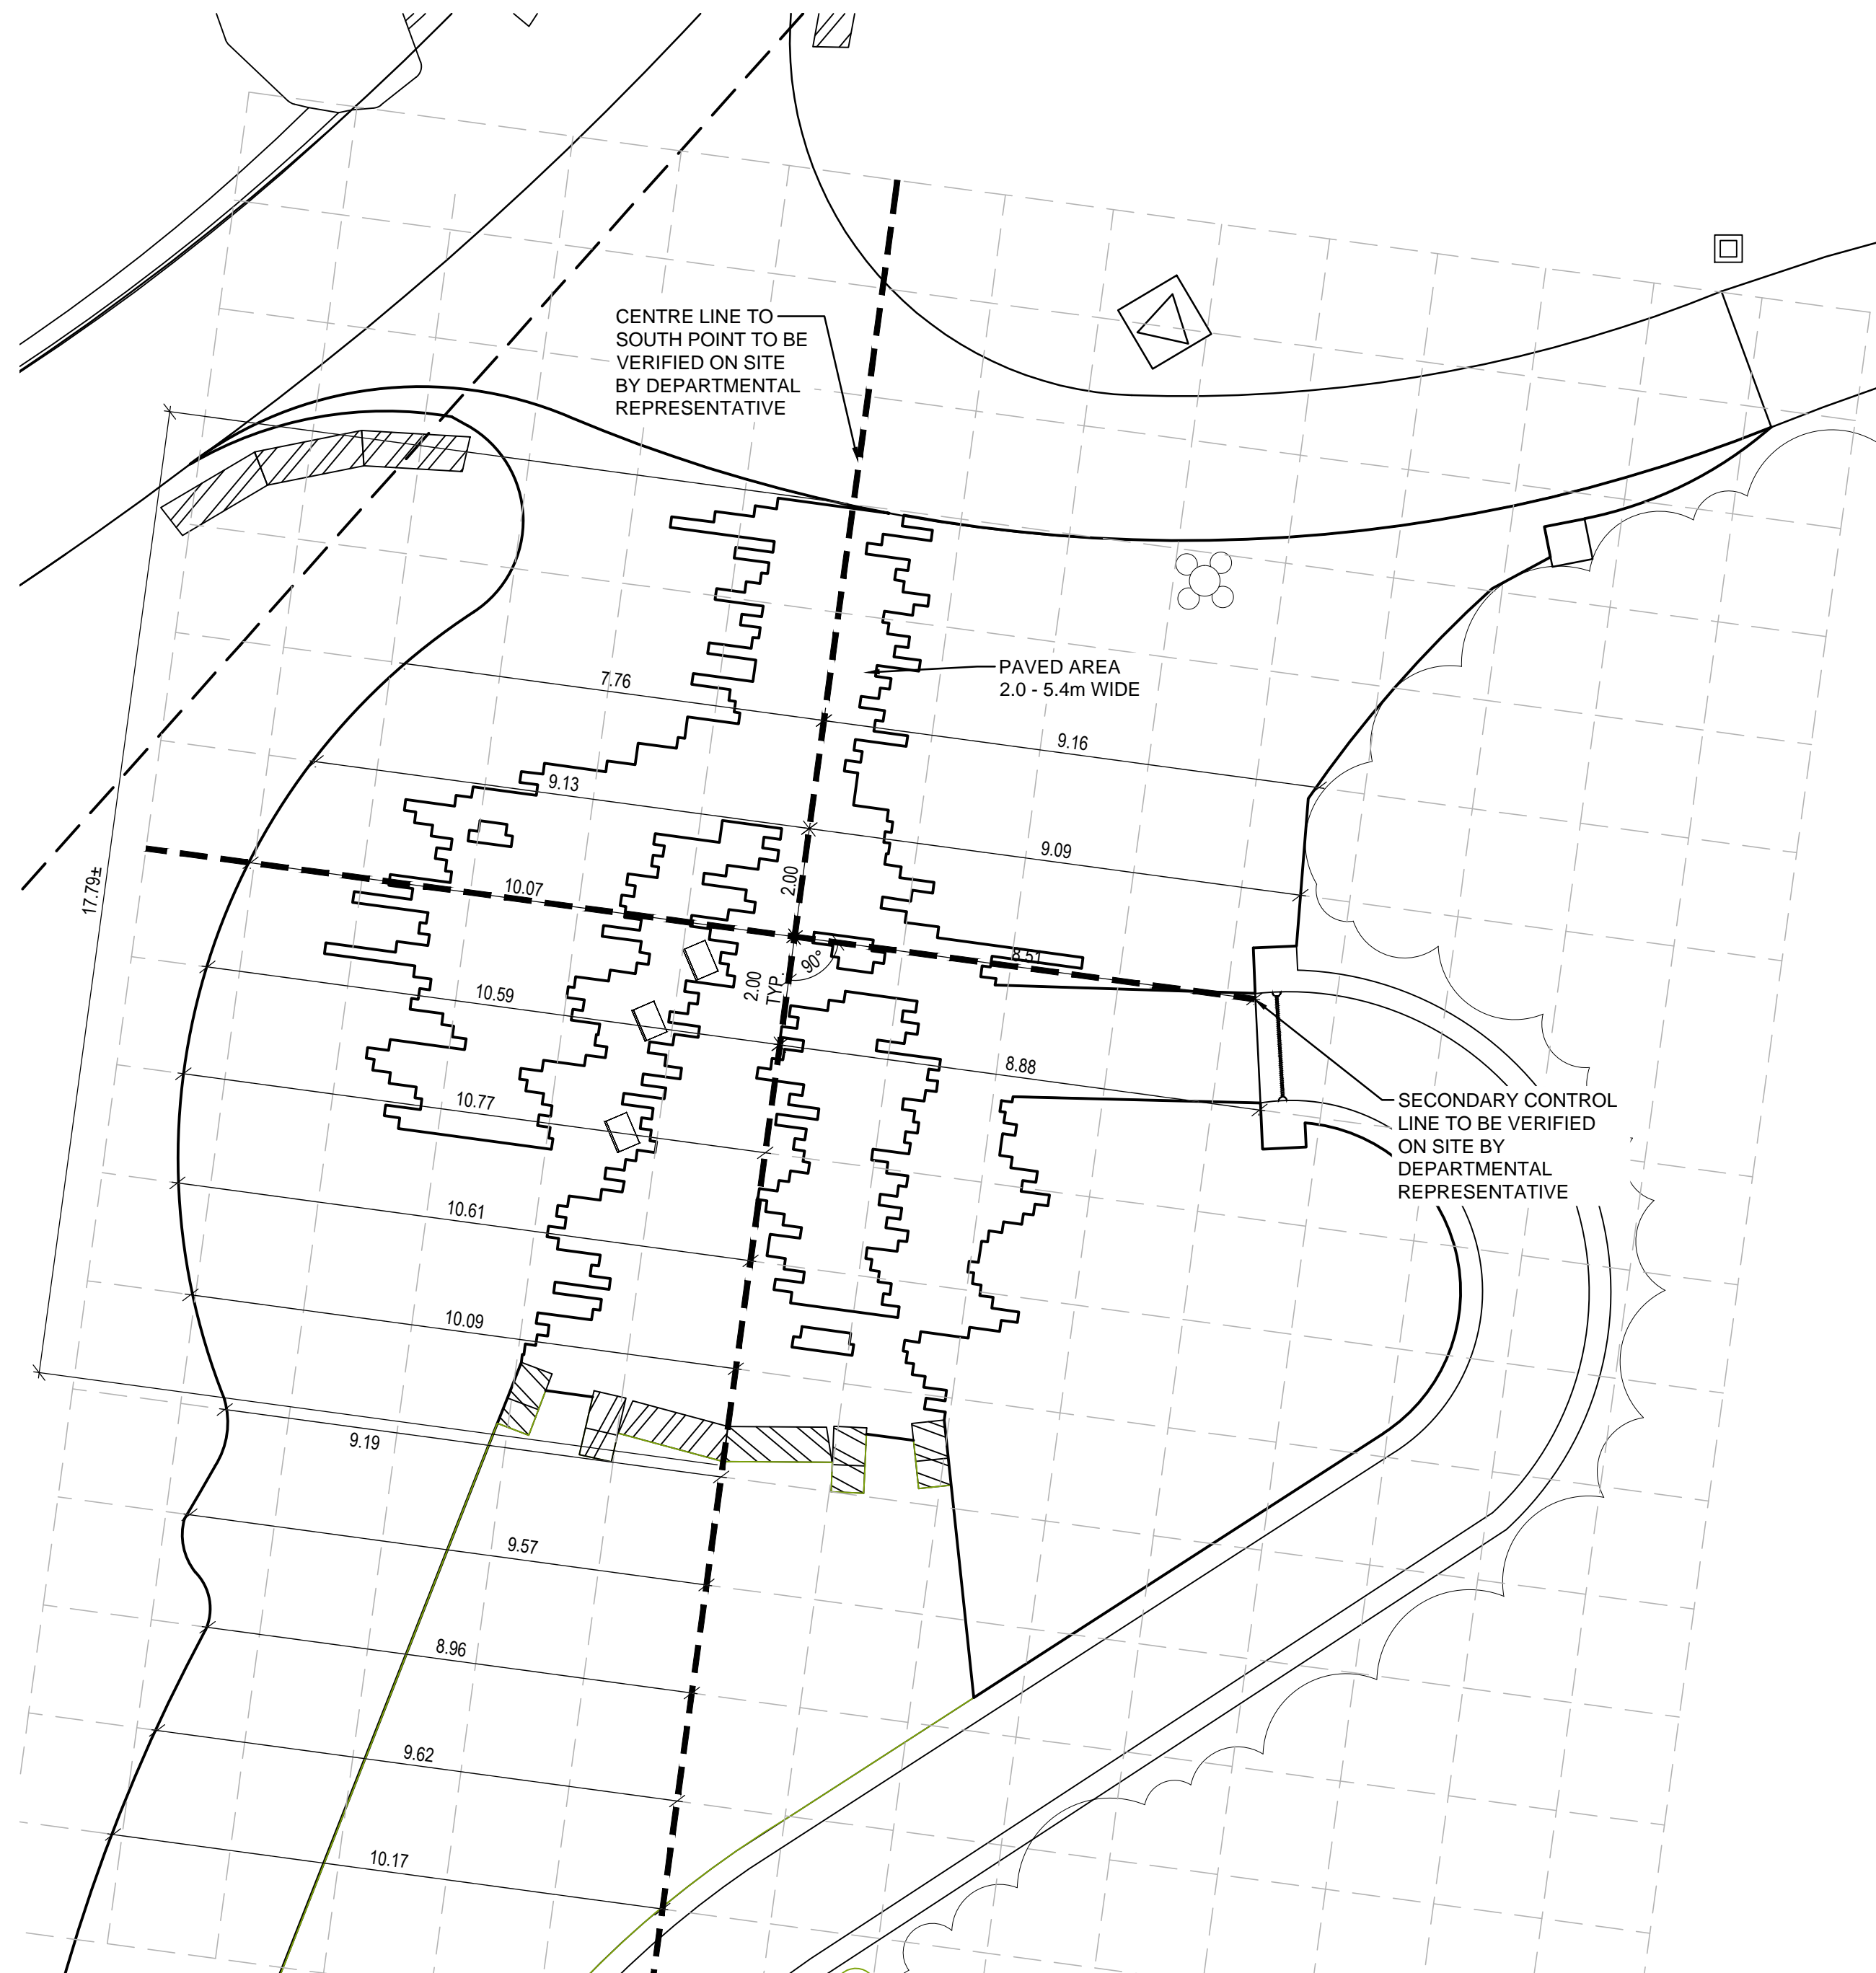 CENTRE LINE TO
SOUTH POINT TO BE
VERIFIED ON SITE
BY DEPARTMENTAL
REPRESENTATIVE
PAVED AREA
2.0 - 5.4m WIDE
7.76
9.16
9.13
9.09
17.79±
2.00
10.07
8.51
90°
2.00
TYP.
10.59
8.88
SECONDARY CONTROL
LINE TO BE VERIFIED
ON SITE BY
DEPARTMENTAL
REPRESENTATIVE
10.77
10.61
10.09
9.19
9.57
8.96
9.62
10.17